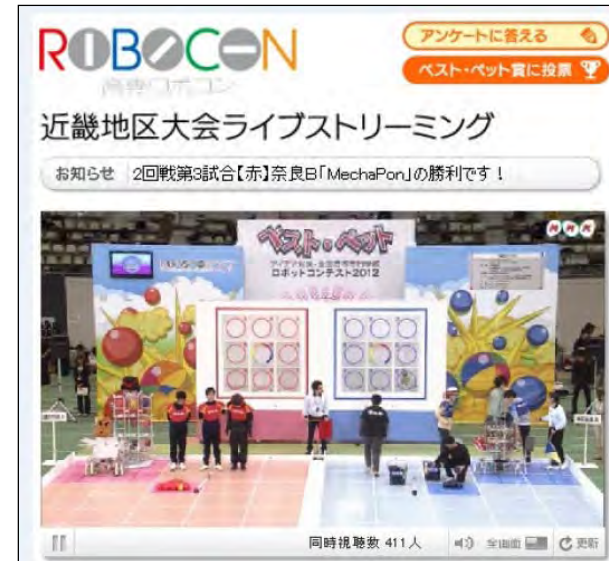 ROBOCON
高専ロボコン
アンケートに答える
ベスト・ペット賞に投票
近畿地区大会ライブストリーミング
お知らせ 2回戦第3試合【赤】奈良B「MechaPon」の勝利です！
NHK
ベスト・ペット
ロボットコンテスト2012
同時視聴数 411人
全画面
更新